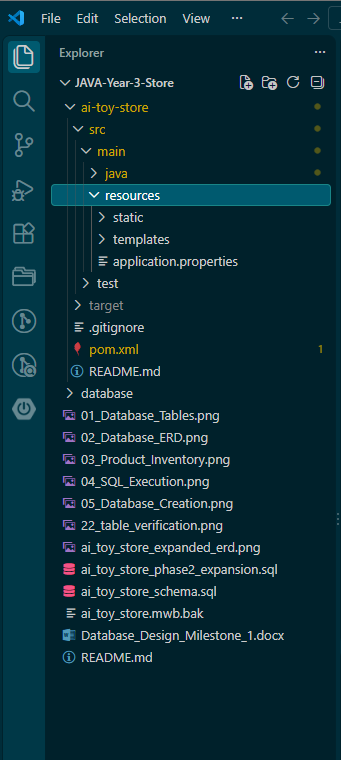 File Edit Selection ...
Explorer ...
JAVA-Year-3-Store
ai-toy-store
src
main
java
resources
static
templates
application.properties
test
target
.gitignore
pom.xml 1
README.md
database
01_Database_Tables.png
02_Database_ERD.png
03_Product_Inventory.png
04_SQL_Execution.png
05_Database_Creation.png
22_table_verification.png
ai_toy_store_expanded_erd.png
ai_toy_store_phase2_expansion.sql
ai_toy_store_schema.sql
ai_toy_store.mwb.bak
Database_Design_Milestone_1.docx
README.md